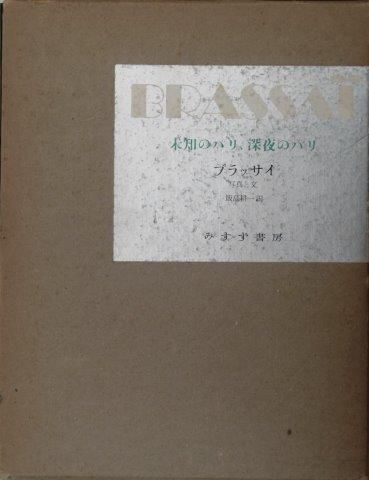 BRASSAÏ
未知のパリ、深夜のパリ
ブラッサイ
写真と文
飯島耕一訳
みすず書房